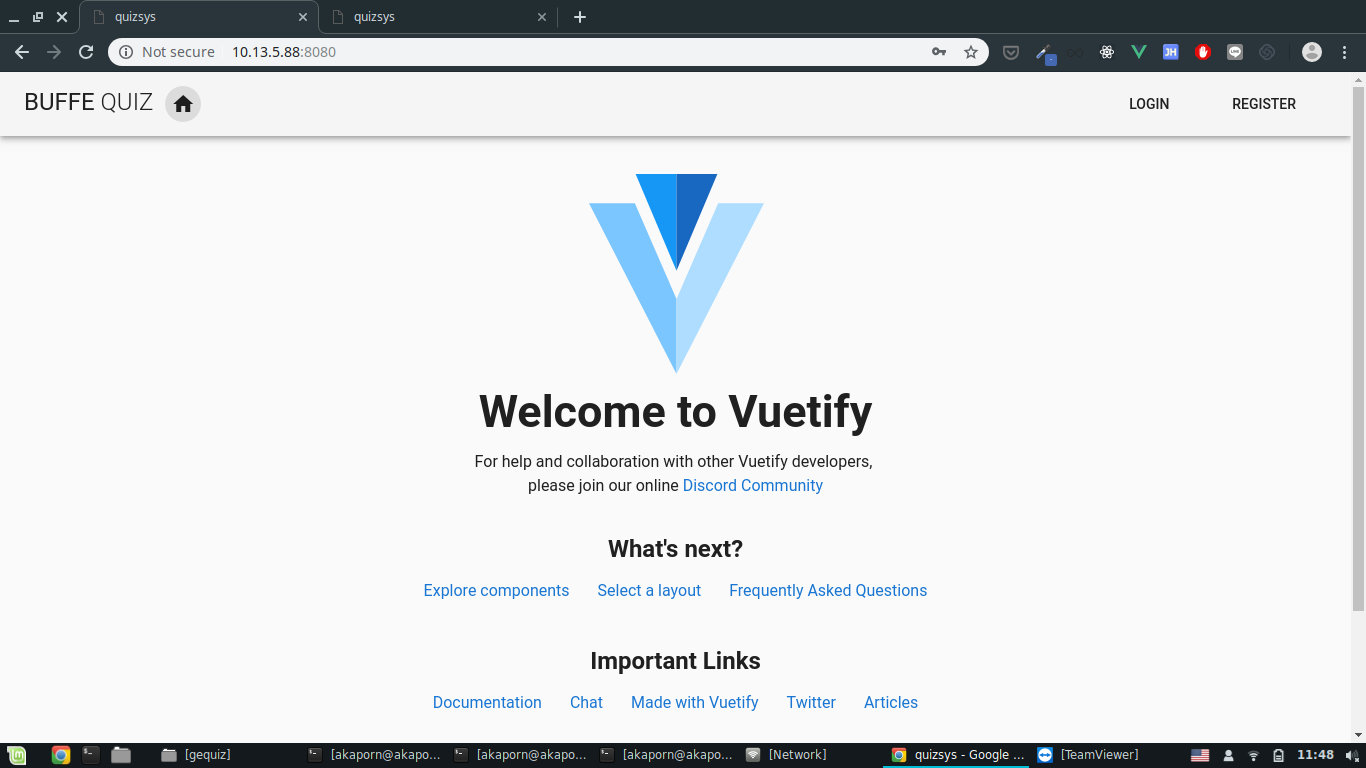 quizsys
quizsys
Not secure 10.13.5.88:8080
JH
BUFFE QUIZ
LOGIN
REGISTER
Welcome to Vuetify
For help and collaboration with other Vuetify developers,
please join our online Discord Community
What's next?
Explore components Select a layout Frequently Asked Questions
Important Links
Documentation Chat Made with Vuetify Twitter Articles
[gequiz] [akaporn@akapo... [akaporn@akapo... [akaporn@akapo... [Network] quizsys - Google ... [TeamViewer] 11:48